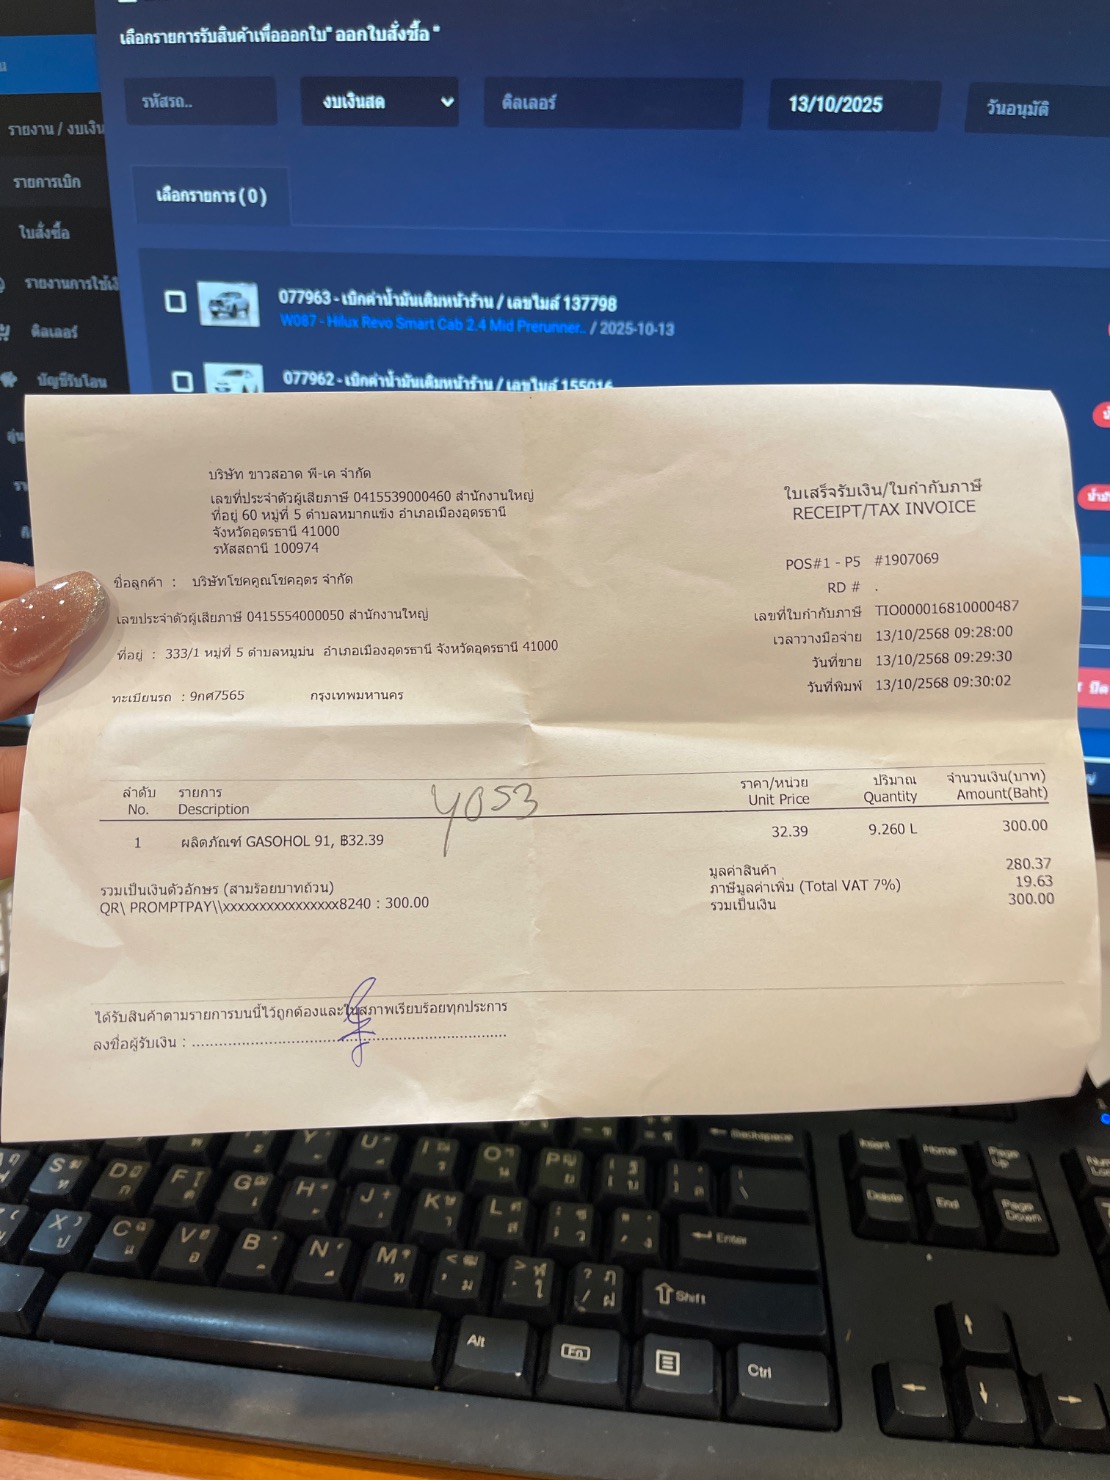 เลือกรายการรับสินค้าเพื่อออกใบ" ออกใบสั่งซื้อ "
รหัสรถ..
งบเงินสด
ดีลเลอร์
13/10/2025
วันอนุมัติ
รายงาน / งบเงิน
รายการเบิก
ใบสั่งซื้อ
รายงานการใช้เ
ดีลเลอร์
บัญชีรับโอน
เลือกรายการ ( 0 )
077963 - เบิกค่าน้ำมันเติมหน้าร้าน / เลขไมล์ 137798
W087 - Hilux Revo Smart Cab 2.4 Mid Prerunner.. / 2025-10-13
077962 - เบิกค่าน้ำมันเติมหน้าร้าน / เลขไมล์ 155016
บริษัท ขาวสอาด พี-เค จำกัด
เลขที่ประจำตัวผู้เสียภาษี 0415539000460 สำนักงานใหญ่
ที่อยู่ 60 หมู่ที่ 5 ตำบลหมากแข้ง อำเภอเมืองอุดรธานี
จังหวัดอุดรธานี 41000
รหัสสถานี 100974
ใบเสร็จรับเงิน/ใบกำกับภาษี
RECEIPT/TAX INVOICE
POS#1 - P5 #1907069
RD # .
เลขที่ใบกำกับภาษี TIO000016810000487
เวลาวางมือจ่าย 13/10/2568 09:28:00
วันที่ขาย 13/10/2568 09:29:30
วันที่พิมพ์ 13/10/2568 09:30:02
ชื่อลูกค้า : บริษัทโชคคูณโชคอุดร จำกัด
เลขประจำตัวผู้เสียภาษี 0415554000050 สำนักงานใหญ่
ที่อยู่ : 333/1 หมู่ที่ 5 ตำบลหมูม่น อำเภอเมืองอุดรธานี จังหวัดอุดรธานี 41000
ทะเบียนรถ : 9กศ7565 กรุงเทพมหานคร
ลำดับ รายการ ราคา/หน่วย ปริมาณ จำนวนเงิน(บาท)
No. Description Unit Price Quantity Amount(Baht)
Y053
1 ผลิตภัณฑ์ GASOHOL 91, ฿32.39 32.39 9.260 L 300.00
มูลค่าสินค้า 280.37
ภาษีมูลค่าเพิ่ม (Total VAT 7%) 19.63
รวมเป็นเงิน 300.00
รวมเป็นเงินตัวอักษร (สามร้อยบาทถ้วน)
QR\ PROMPTPAY\\xxxxxxxxxxxxxxxx8240 : 300.00
ได้รับสินค้าตามรายการบนนี้ไว้ถูกต้องและในสภาพเรียบร้อยทุกประการ
ลงชื่อผู้รับเงิน :
Backspace
Insert
Home
Page Up
Delete
End
Page Down
Enter
Shift
Alt
Fn
Ctrl